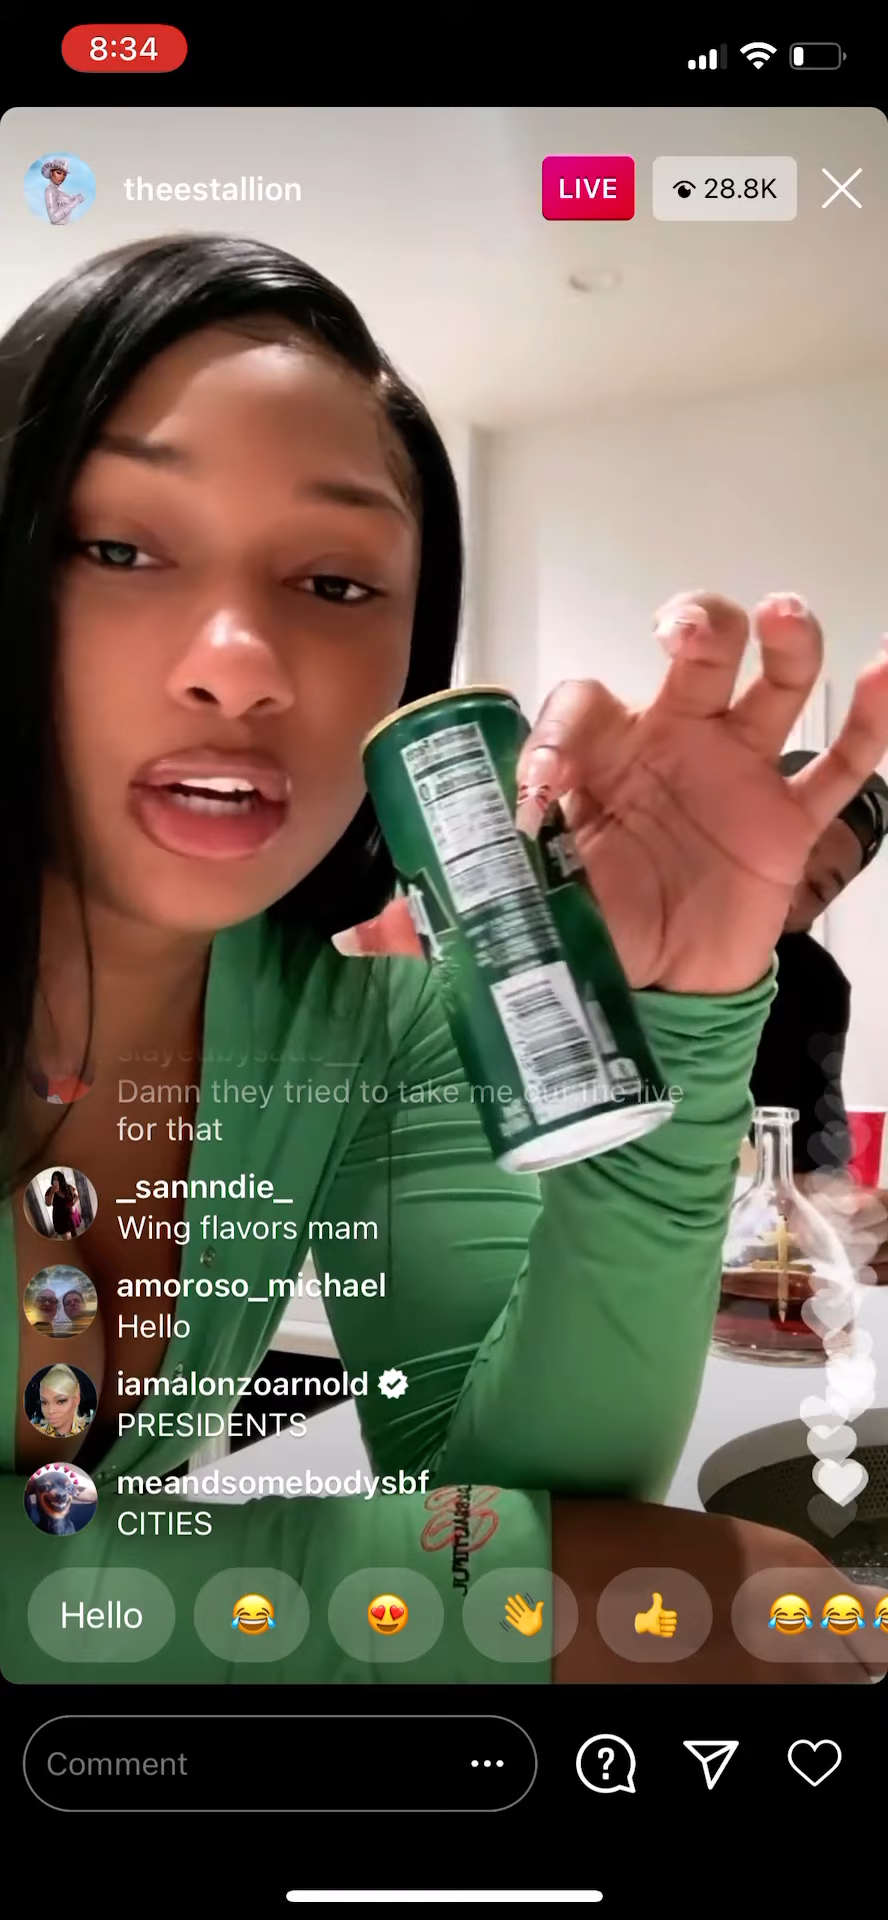 8:34
theestallion
LIVE
28.8K
Damn they tried to take me our the live
for that
_sannndie_
Wing flavors mam
amoroso_michael
Hello
iamalonzoarnold
PRESIDENTS
meandsomebodysbf
CITIES
Hello
Comment